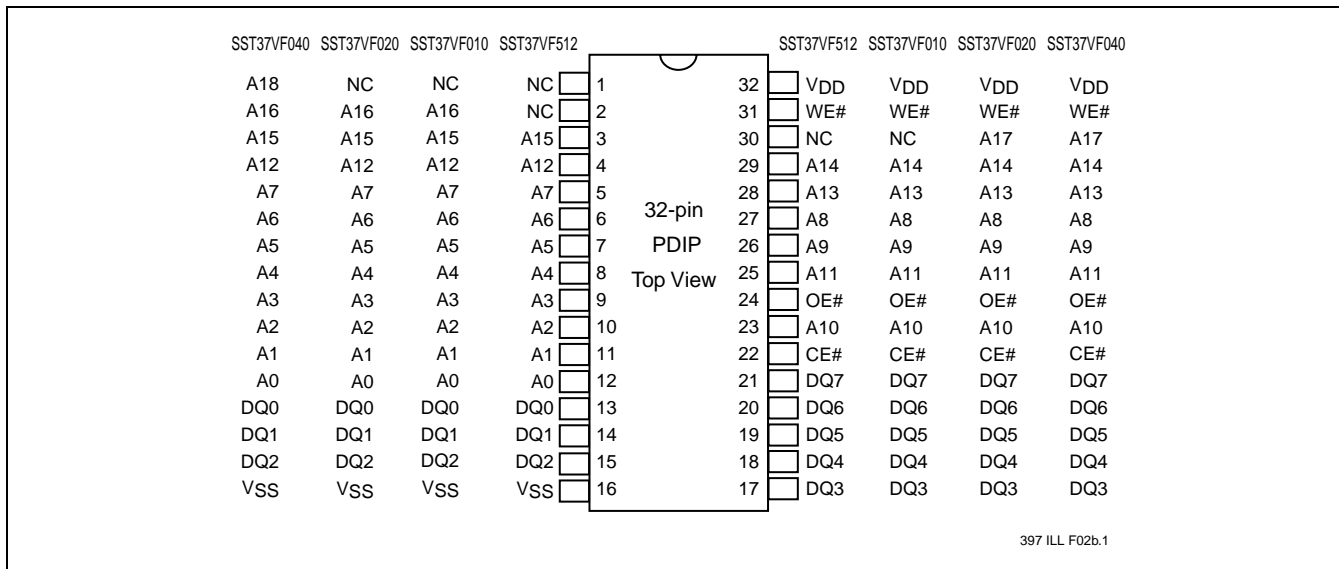 SST37VF040 SST37VF020 SST37VF010 SST37VF512 SST37VF512 SST37VF010 SST37VF020 SST37VF040
A18 NC NC NC 1 32 VDD VDD VDD VDD
A16 A16 A16 NC 2 31 WE# WE# WE# WE#
A15 A15 A15 A15 3 30 NC NC A17 A17
A12 A12 A12 A12 4 29 A14 A14 A14 A14
A7 A7 A7 A7 5 28 A13 A13 A13 A13
A6 A6 A6 A6 6 32-pin 27 A8 A8 A8 A8
A5 A5 A5 A5 7 PDIP 26 A9 A9 A9 A9
A4 A4 A4 A4 8 Top View 25 A11 A11 A11 A11
A3 A3 A3 A3 9 24 OE# OE# OE# OE#
A2 A2 A2 A2 10 23 A10 A10 A10 A10
A1 A1 A1 A1 11 22 CE# CE# CE# CE#
A0 A0 A0 A0 12 21 DQ7 DQ7 DQ7 DQ7
DQ0 DQ0 DQ0 DQ0 13 20 DQ6 DQ6 DQ6 DQ6
DQ1 DQ1 DQ1 DQ1 14 19 DQ5 DQ5 DQ5 DQ5
DQ2 DQ2 DQ2 DQ2 15 18 DQ4 DQ4 DQ4 DQ4
VSS VSS VSS VSS 16 17 DQ3 DQ3 DQ3 DQ3
397 ILL F02b.1